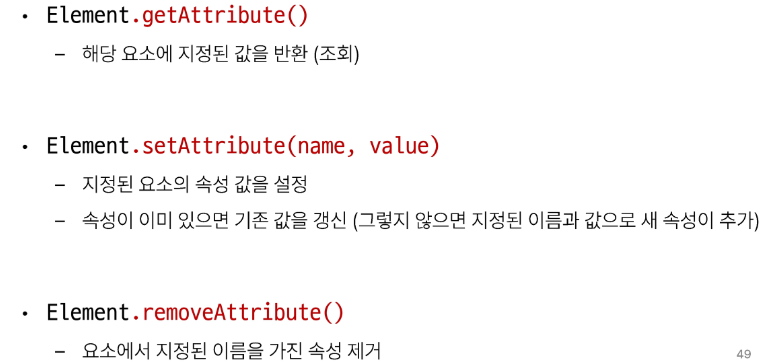 • Element.getAttribute()
– 해당 요소에 지정된 값을 반환 (조회)
• Element.setAttribute(name, value)
– 지정된 요소의 속성 값을 설정
– 속성이 이미 있으면 기존 값을 갱신 (그렇지 않으면 지정된 이름과 값으로 새 속성이 추가)
• Element.removeAttribute()
– 요소에서 지정된 이름을 가진 속성 제거
49